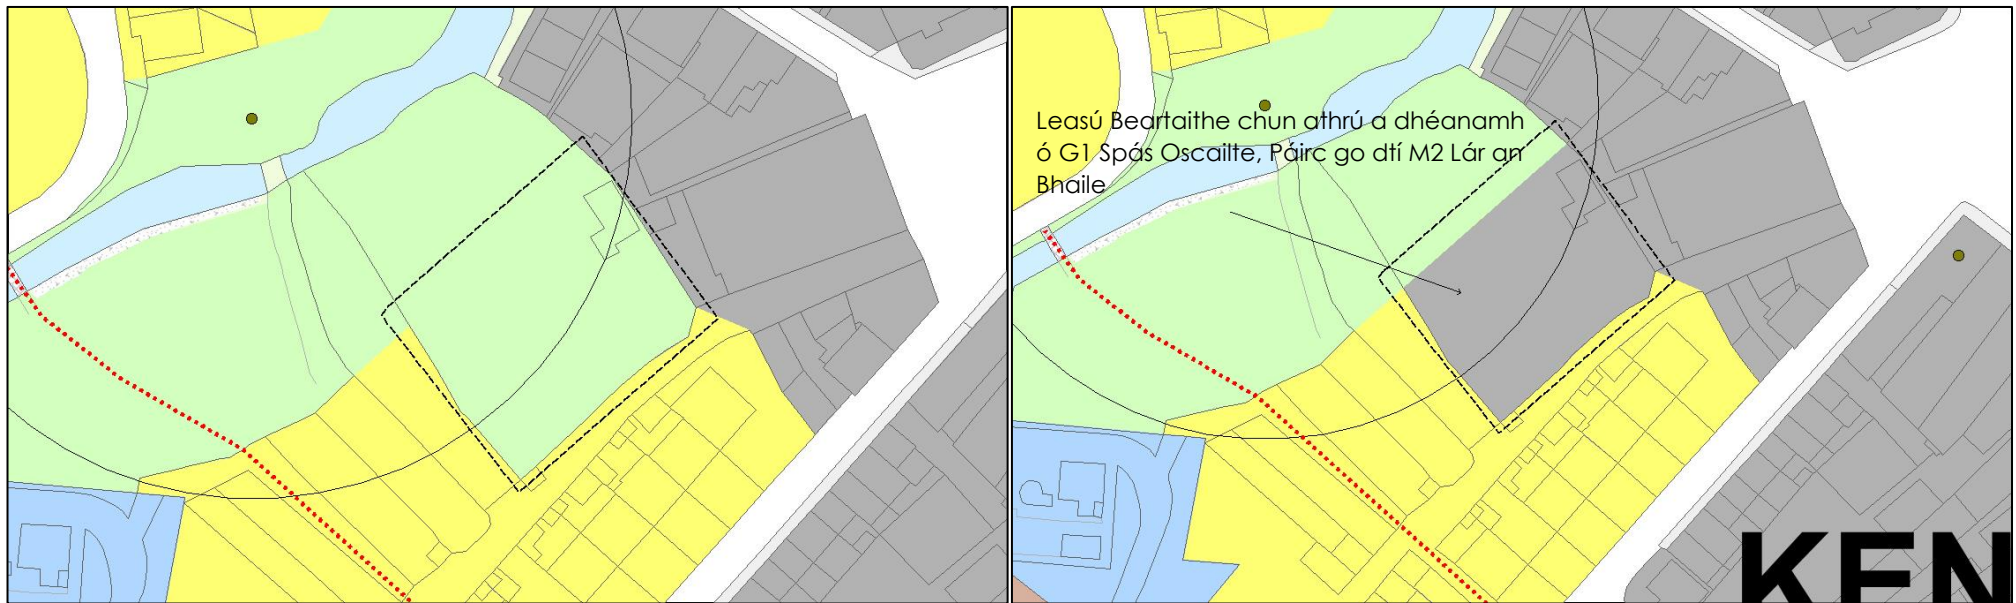 Leasú Beartaithe chun athrú a dhéanamh
ó G1 Spás Oscailte, Páirc go dtí M2 Lár an
Bhaile
KEN